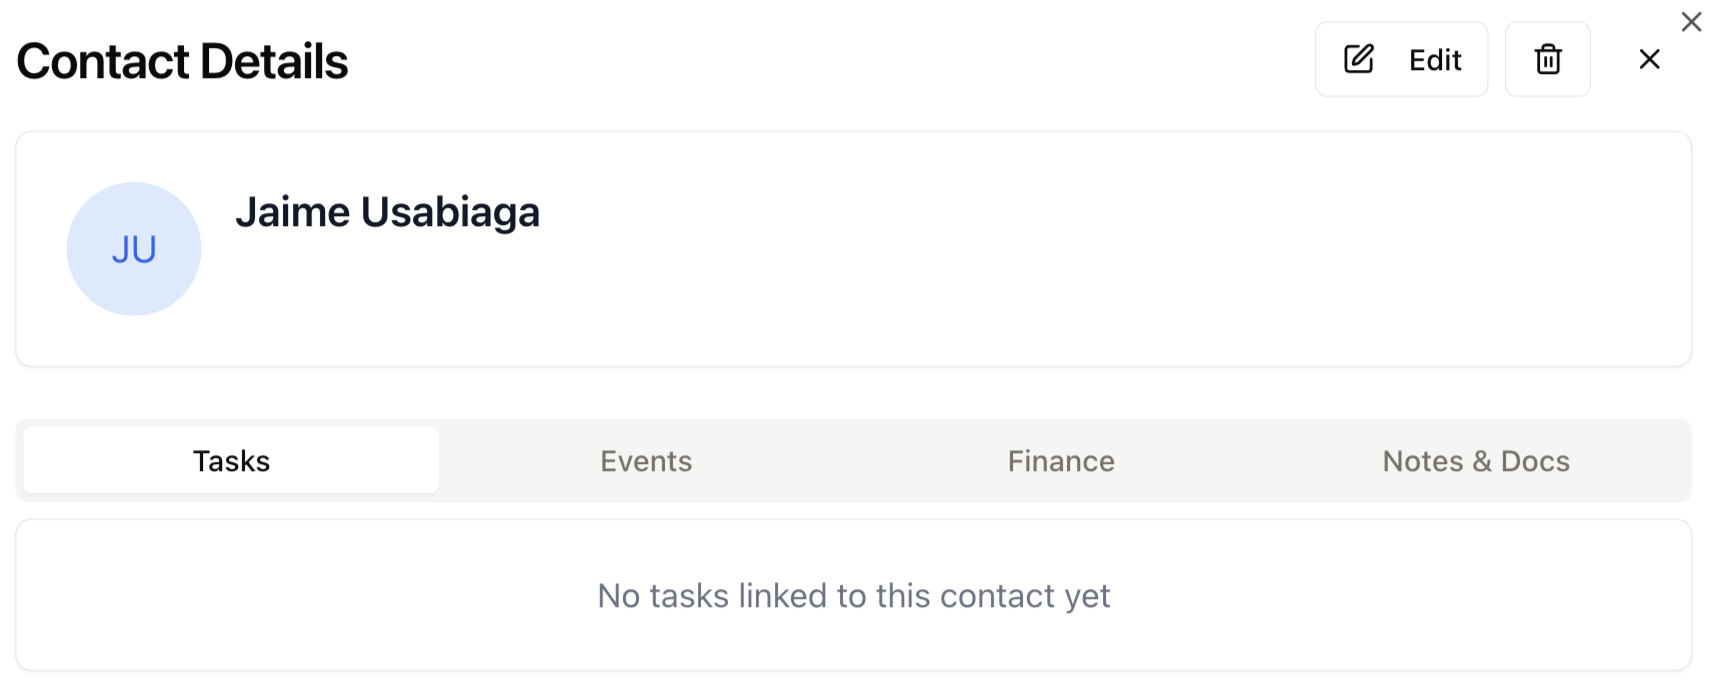 Contact Details
Edit
JU
Jaime Usabiaga
Tasks
Events
Finance
Notes & Docs
No tasks linked to this contact yet